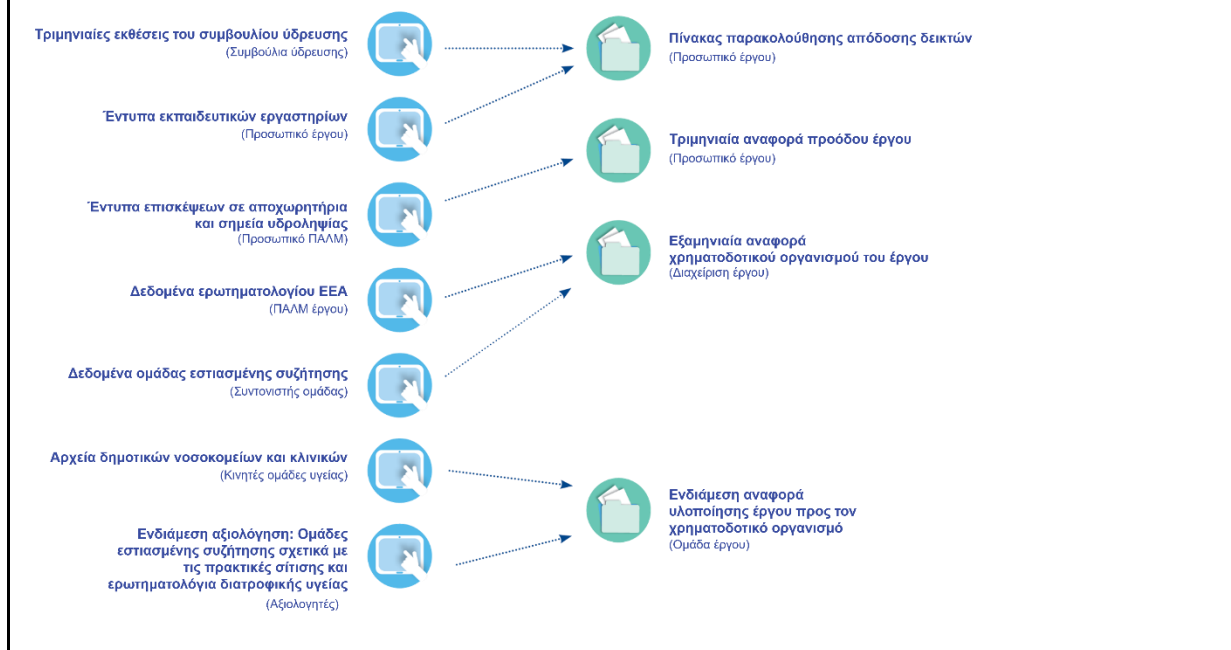 Τριμηνιαίες εκθέσεις του συμβουλίου ύδρευσης
(Συμβούλια ύδρευσης)
Έντυπα εκπαιδευτικών εργαστηρίων
(Προσωπικό έργου)
Έντυπα επισκέψεων σε αποχωρητήρια
και σημεία υδροληψίας
(Προσωπικό ΠΑΛΜ)
Δεδομένα ερωτηματολογίου ΕΕΑ
(ΠΑΛΜ έργου)
Δεδομένα ομάδας εστιασμένης συζήτησης
(Συντονιστής ομάδας)
Αρχεία δημοτικών νοσοκομείων και κλινικών
(Κινητές ομάδες υγείας)
Ενδιάμεση αξιολόγηση: Ομάδες
εστιασμένης συζήτησης σχετικά με
τις πρακτικές σίτισης και
ερωτηματολόγια διατροφικής υγείας
(Αξιολογητές)
Πίνακας παρακολούθησης απόδοσης δεικτών
(Προσωπικό έργου)
Τριμηνιαία αναφορά προόδου έργου
(Προσωπικό έργου)
Εξαμηνιαία αναφορά
χρηματοδοτικού οργανισμού του έργου
(Διαχείριση έργου)
Ενδιάμεση αναφορά
υλοποίησης έργου προς τον
χρηματοδοτικό οργανισμό
(Ομάδα έργου)